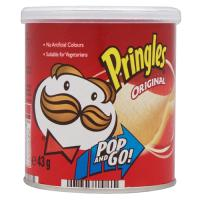 • No Artificial Colours
• Suitable for Vegetarians
Pringles
ORIGINAL
POP
AND GO!
e 43g